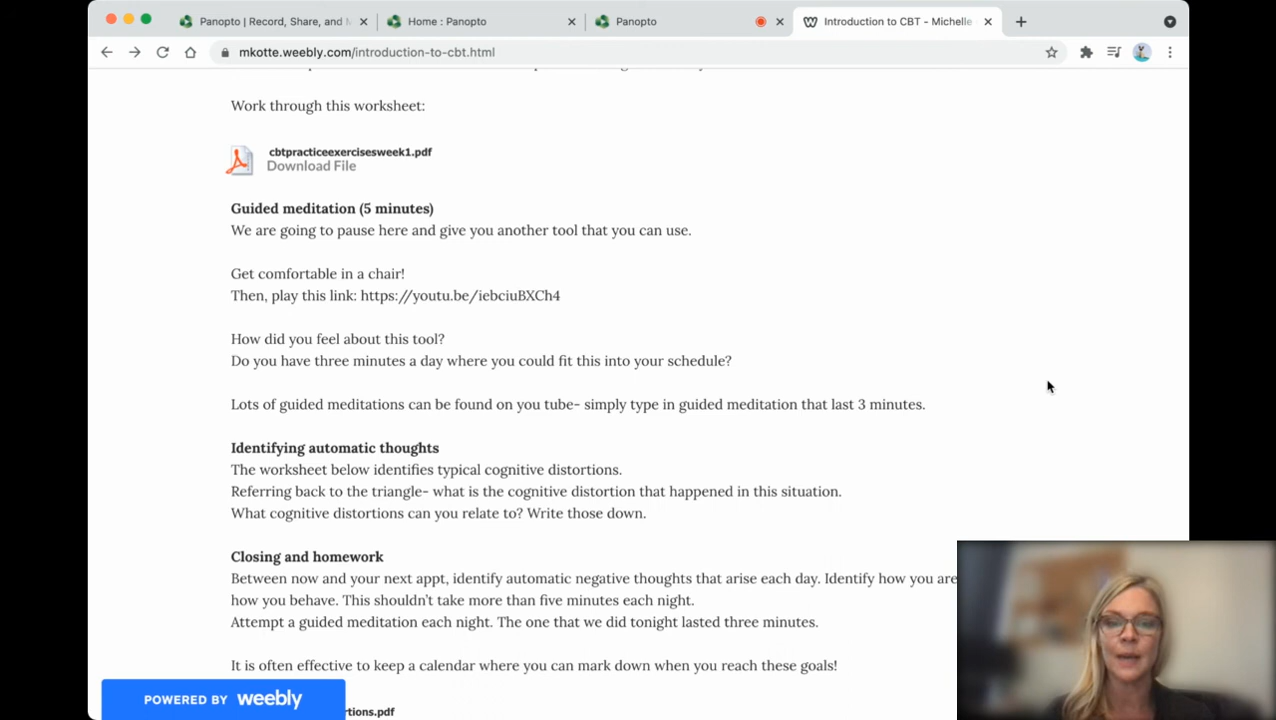 Panopto | Record, Share, and
Home : Panopto
Panopto
Introduction to CBT - Michelle
mkotte.weebly.com/introduction-to-cbt.html
Work through this worksheet:
cbtpracticeexercisesweek1.pdf
Download File
Guided meditation (5 minutes)
We are going to pause here and give you another tool that you can use.
Get comfortable in a chair!
Then, play this link: https://youtu.be/iebciuBXCh4
How did you feel about this tool?
Do you have three minutes a day where you could fit this into your schedule?
Lots of guided meditations can be found on you tube- simply type in guided meditation that last 3 minutes.
Identifying automatic thoughts
The worksheet below identifies typical cognitive distortions.
Referring back to the triangle- what is the cognitive distortion that happened in this situation.
What cognitive distortions can you relate to? Write those down.
Closing and homework
Between now and your next appt, identify automatic negative thoughts that arise each day. Identify how you are
how you behave. This shouldn't take more than five minutes each night.
Attempt a guided meditation each night. The one that we did tonight lasted three minutes.
It is often effective to keep a calendar where you can mark down when you reach these goals!
POWERED BY weebly
tions.pdf